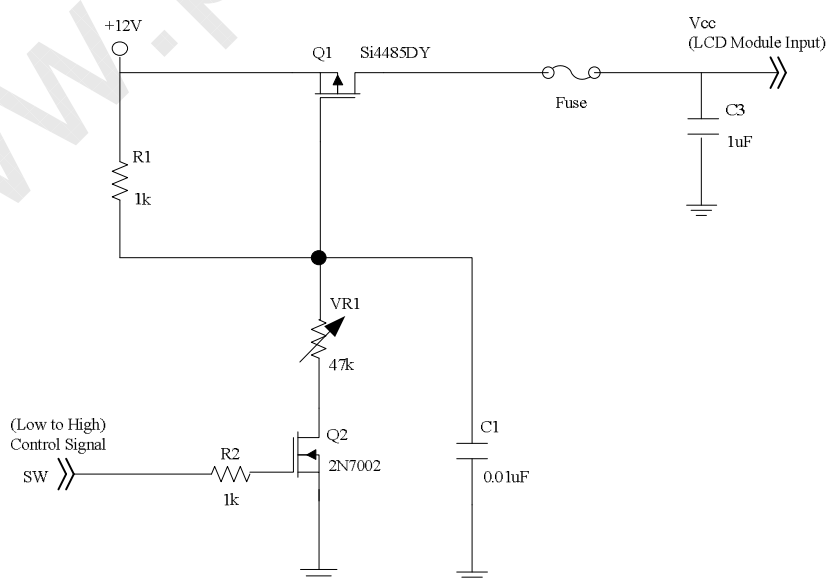 +12V
Q1
Si4485DY
Vcc
(LCD Module Input)
Fuse
C3
1uF
R1
1k
VR1
47k
(Low to High)
Control Signal
SW
R2
1k
Q2
2N7002
C1
0.01uF